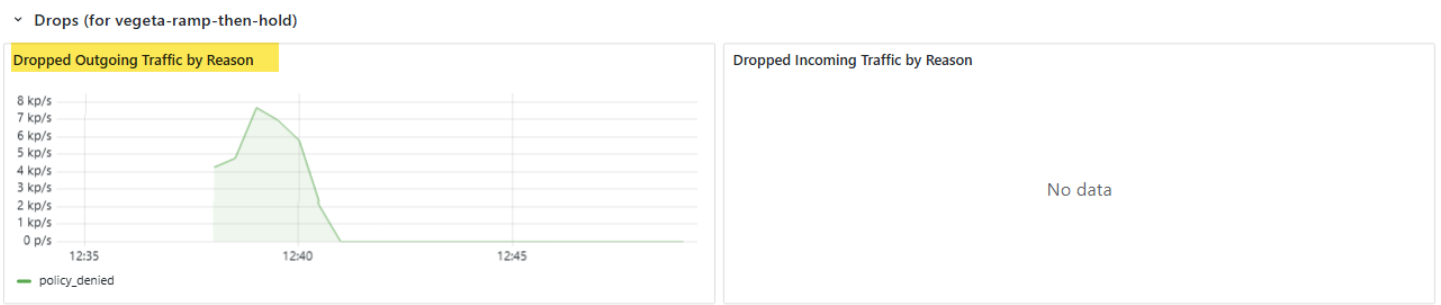 Drops (for vegeta-ramp-then-hold)
Dropped Outgoing Traffic by Reason
8 kp/s
7 kp/s
6 kp/s
5 kp/s
4 kp/s
3 kp/s
2 kp/s
1 kp/s
0 p/s
12:35 12:40 12:45
policy_denied
Dropped Incoming Traffic by Reason
No data